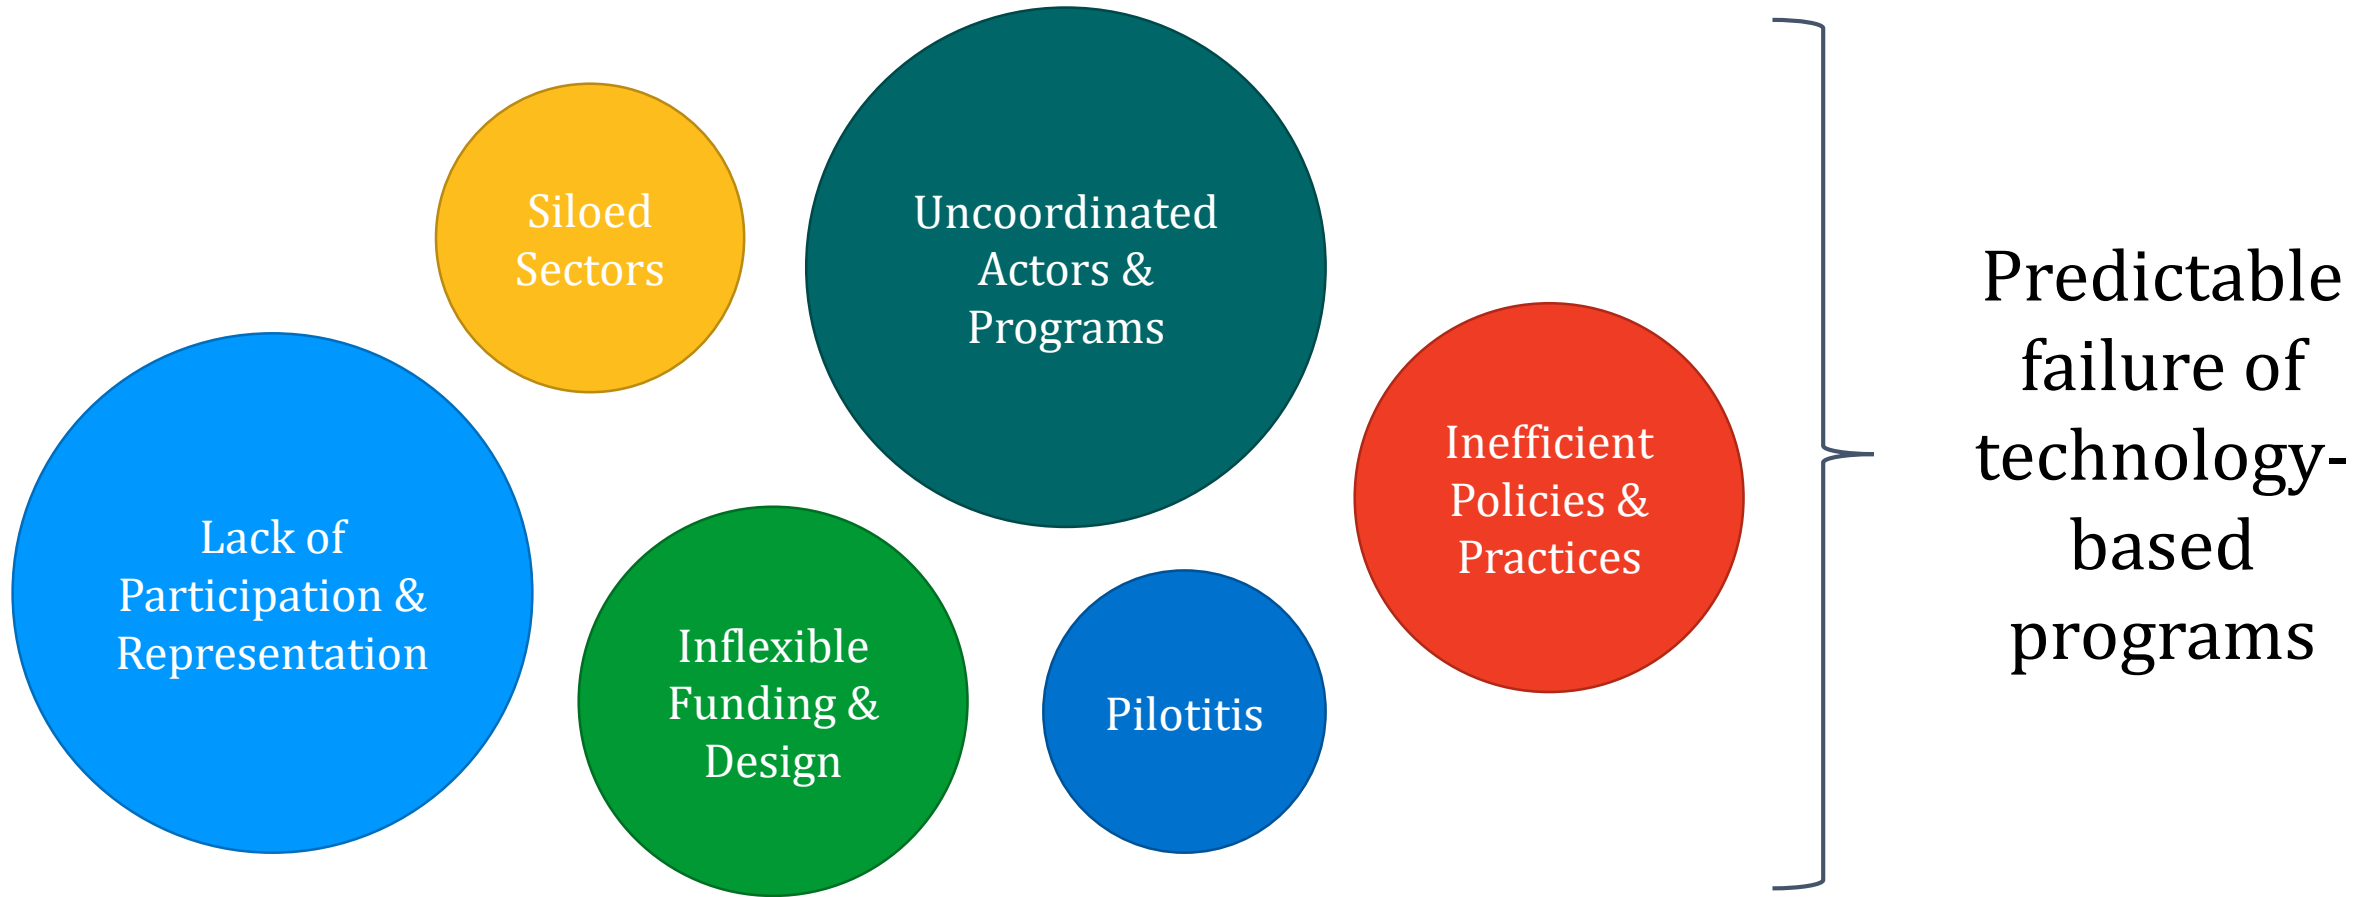 Siloed
Sectors
Uncoordinated
Actors &
Programs
Lack of
Participation &
Representation
Inflexible
Funding &
Design
Pilotitis
Inefficient
Policies &
Practices
Predictable
failure of
technology-
based
programs